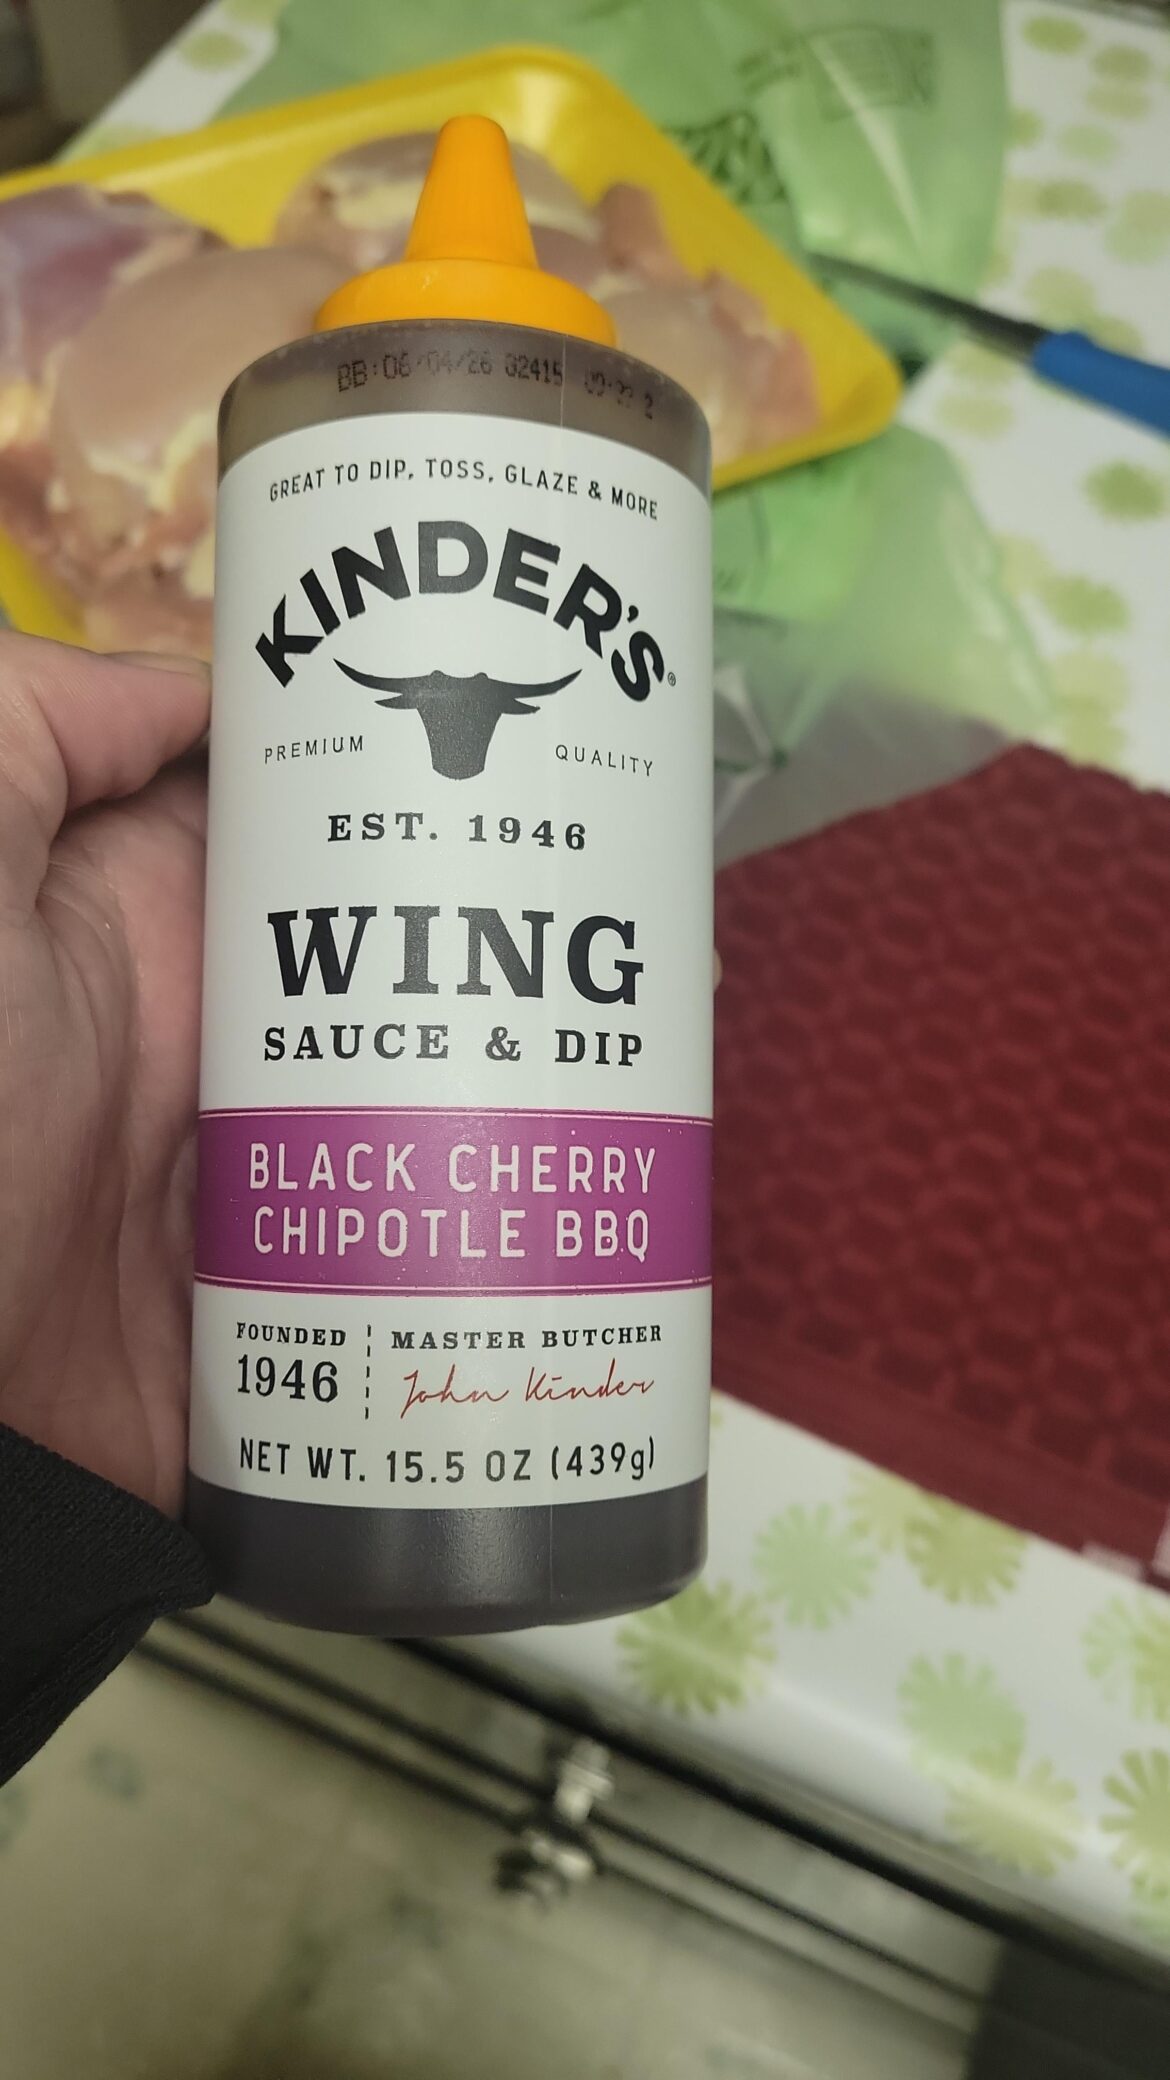 BB:06/04/26 32415
GREAT TO DIP, TOSS, GLAZE & MORE
KINDER'S®
PREMIUM QUALITY
EST. 1946
WING
SAUCE & DIP
BLACK CHERRY
CHIPOTLE BBQ
FOUNDED
1946
MASTER BUTCHER
John Kinder
NET WT. 15.5 OZ (439g)